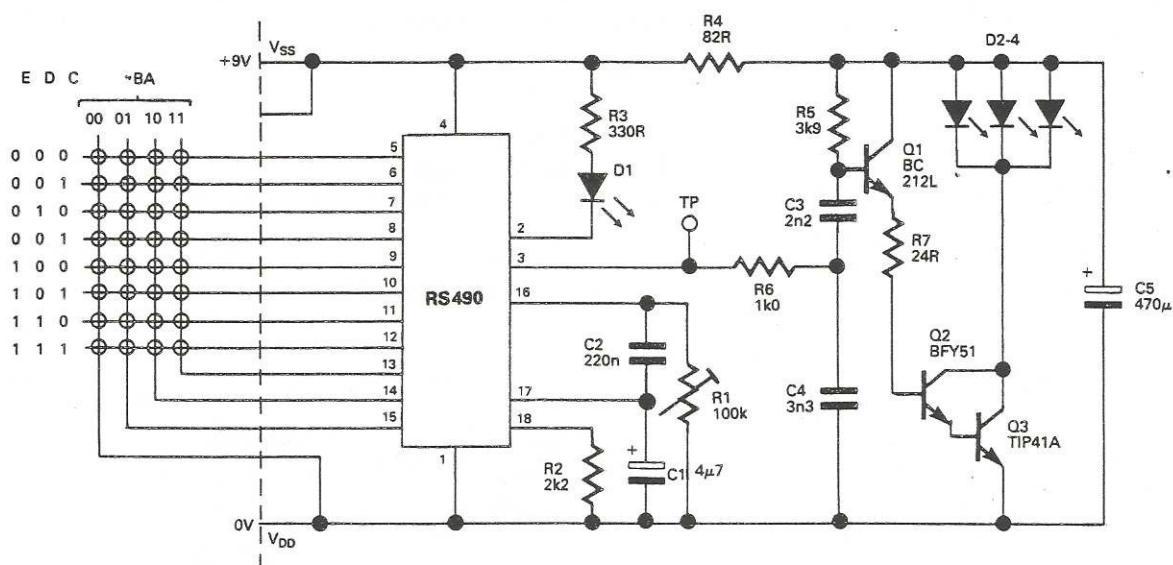 R4
82R
D2-4
V_SS
+9V
E D C
BA
00 01 10 11
0 0 0
0 0 1
0 1 0
0 0 1
1 0 0
1 0 1
1 1 0
1 1 1
4
5
6
7
8
9
10
11
12
13
14
15
RS490
2
3
16
17
18
1
R3
330R
D1
TP
R5
3k9
Q1
BC
212L
C3
2n2
R7
24R
R6
1k0
C2
220n
R1
100k
C4
3n3
Q2
BFY51
C5
470μ
+
R2
2k2
+
C1 4μ7
Q3
TIP41A
0V
V_DD